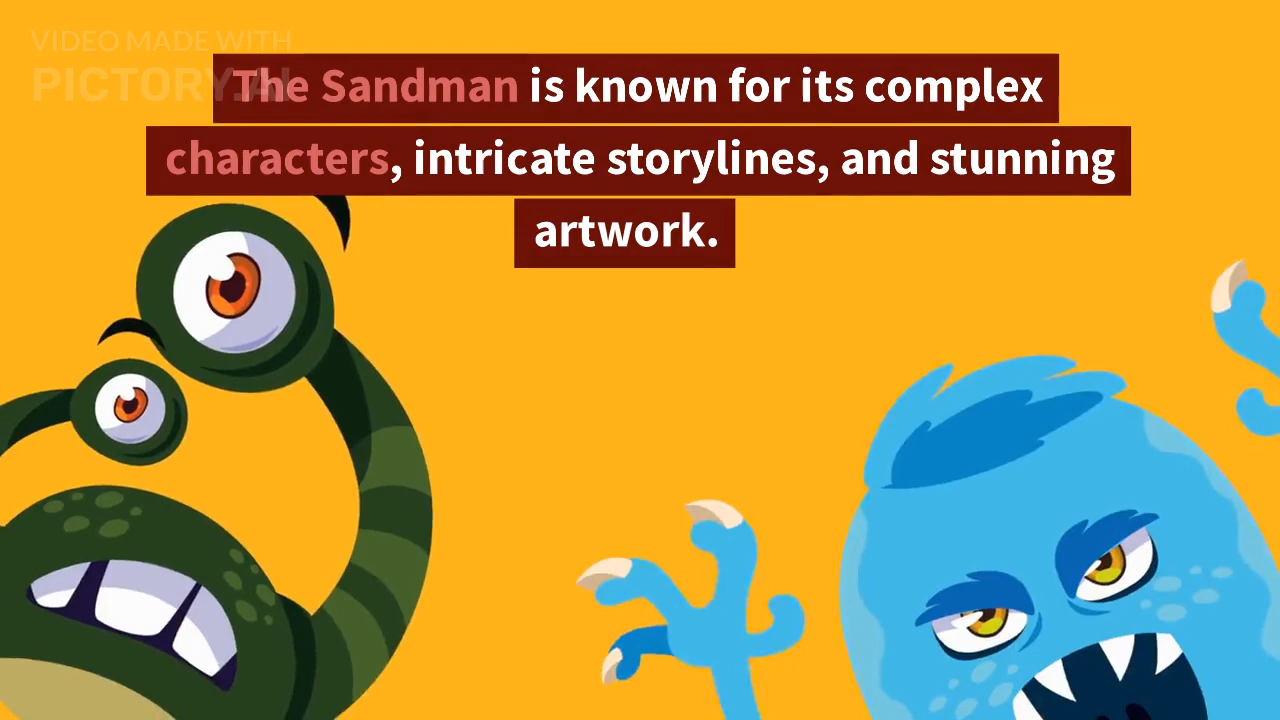 VIDEO MADE WITH
PICTORY.AI
The Sandman is known for its complex
characters, intricate storylines, and stunning
artwork.